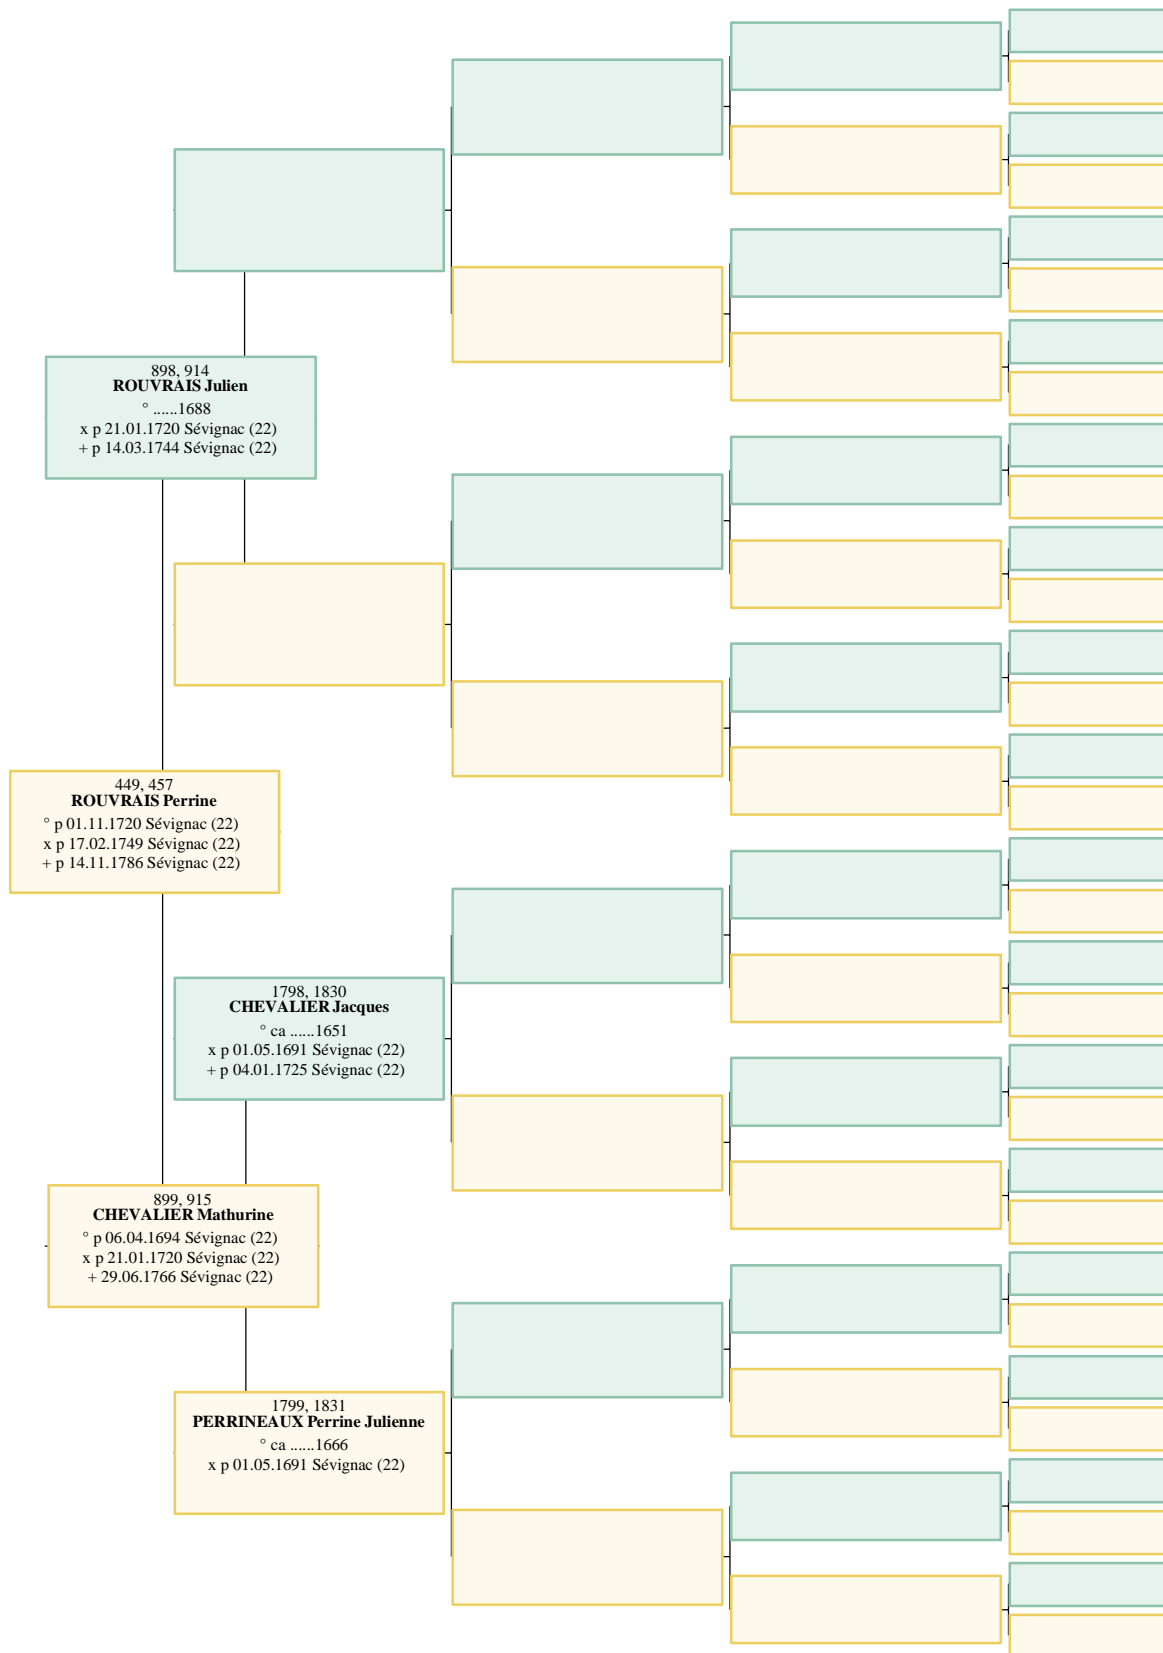 898, 914
ROUVRAIS Julien
° ......1688
x p 21.01.1720 Sévignac (22)
+ p 14.03.1744 Sévignac (22)
449, 457
ROUVRAIS Perrine
° p 01.11.1720 Sévignac (22)
x p 17.02.1749 Sévignac (22)
+ p 14.11.1786 Sévignac (22)
1798, 1830
CHEVALIER Jacques
° ca ......1651
x p 01.05.1691 Sévignac (22)
+ p 04.01.1725 Sévignac (22)
899, 915
CHEVALIER Mathurine
° p 06.04.1694 Sévignac (22)
x p 21.01.1720 Sévignac (22)
+ 29.06.1766 Sévignac (22)
1799, 1831
PERRINEAUX Perrine Julienne
° ca ......1666
x p 01.05.1691 Sévignac (22)